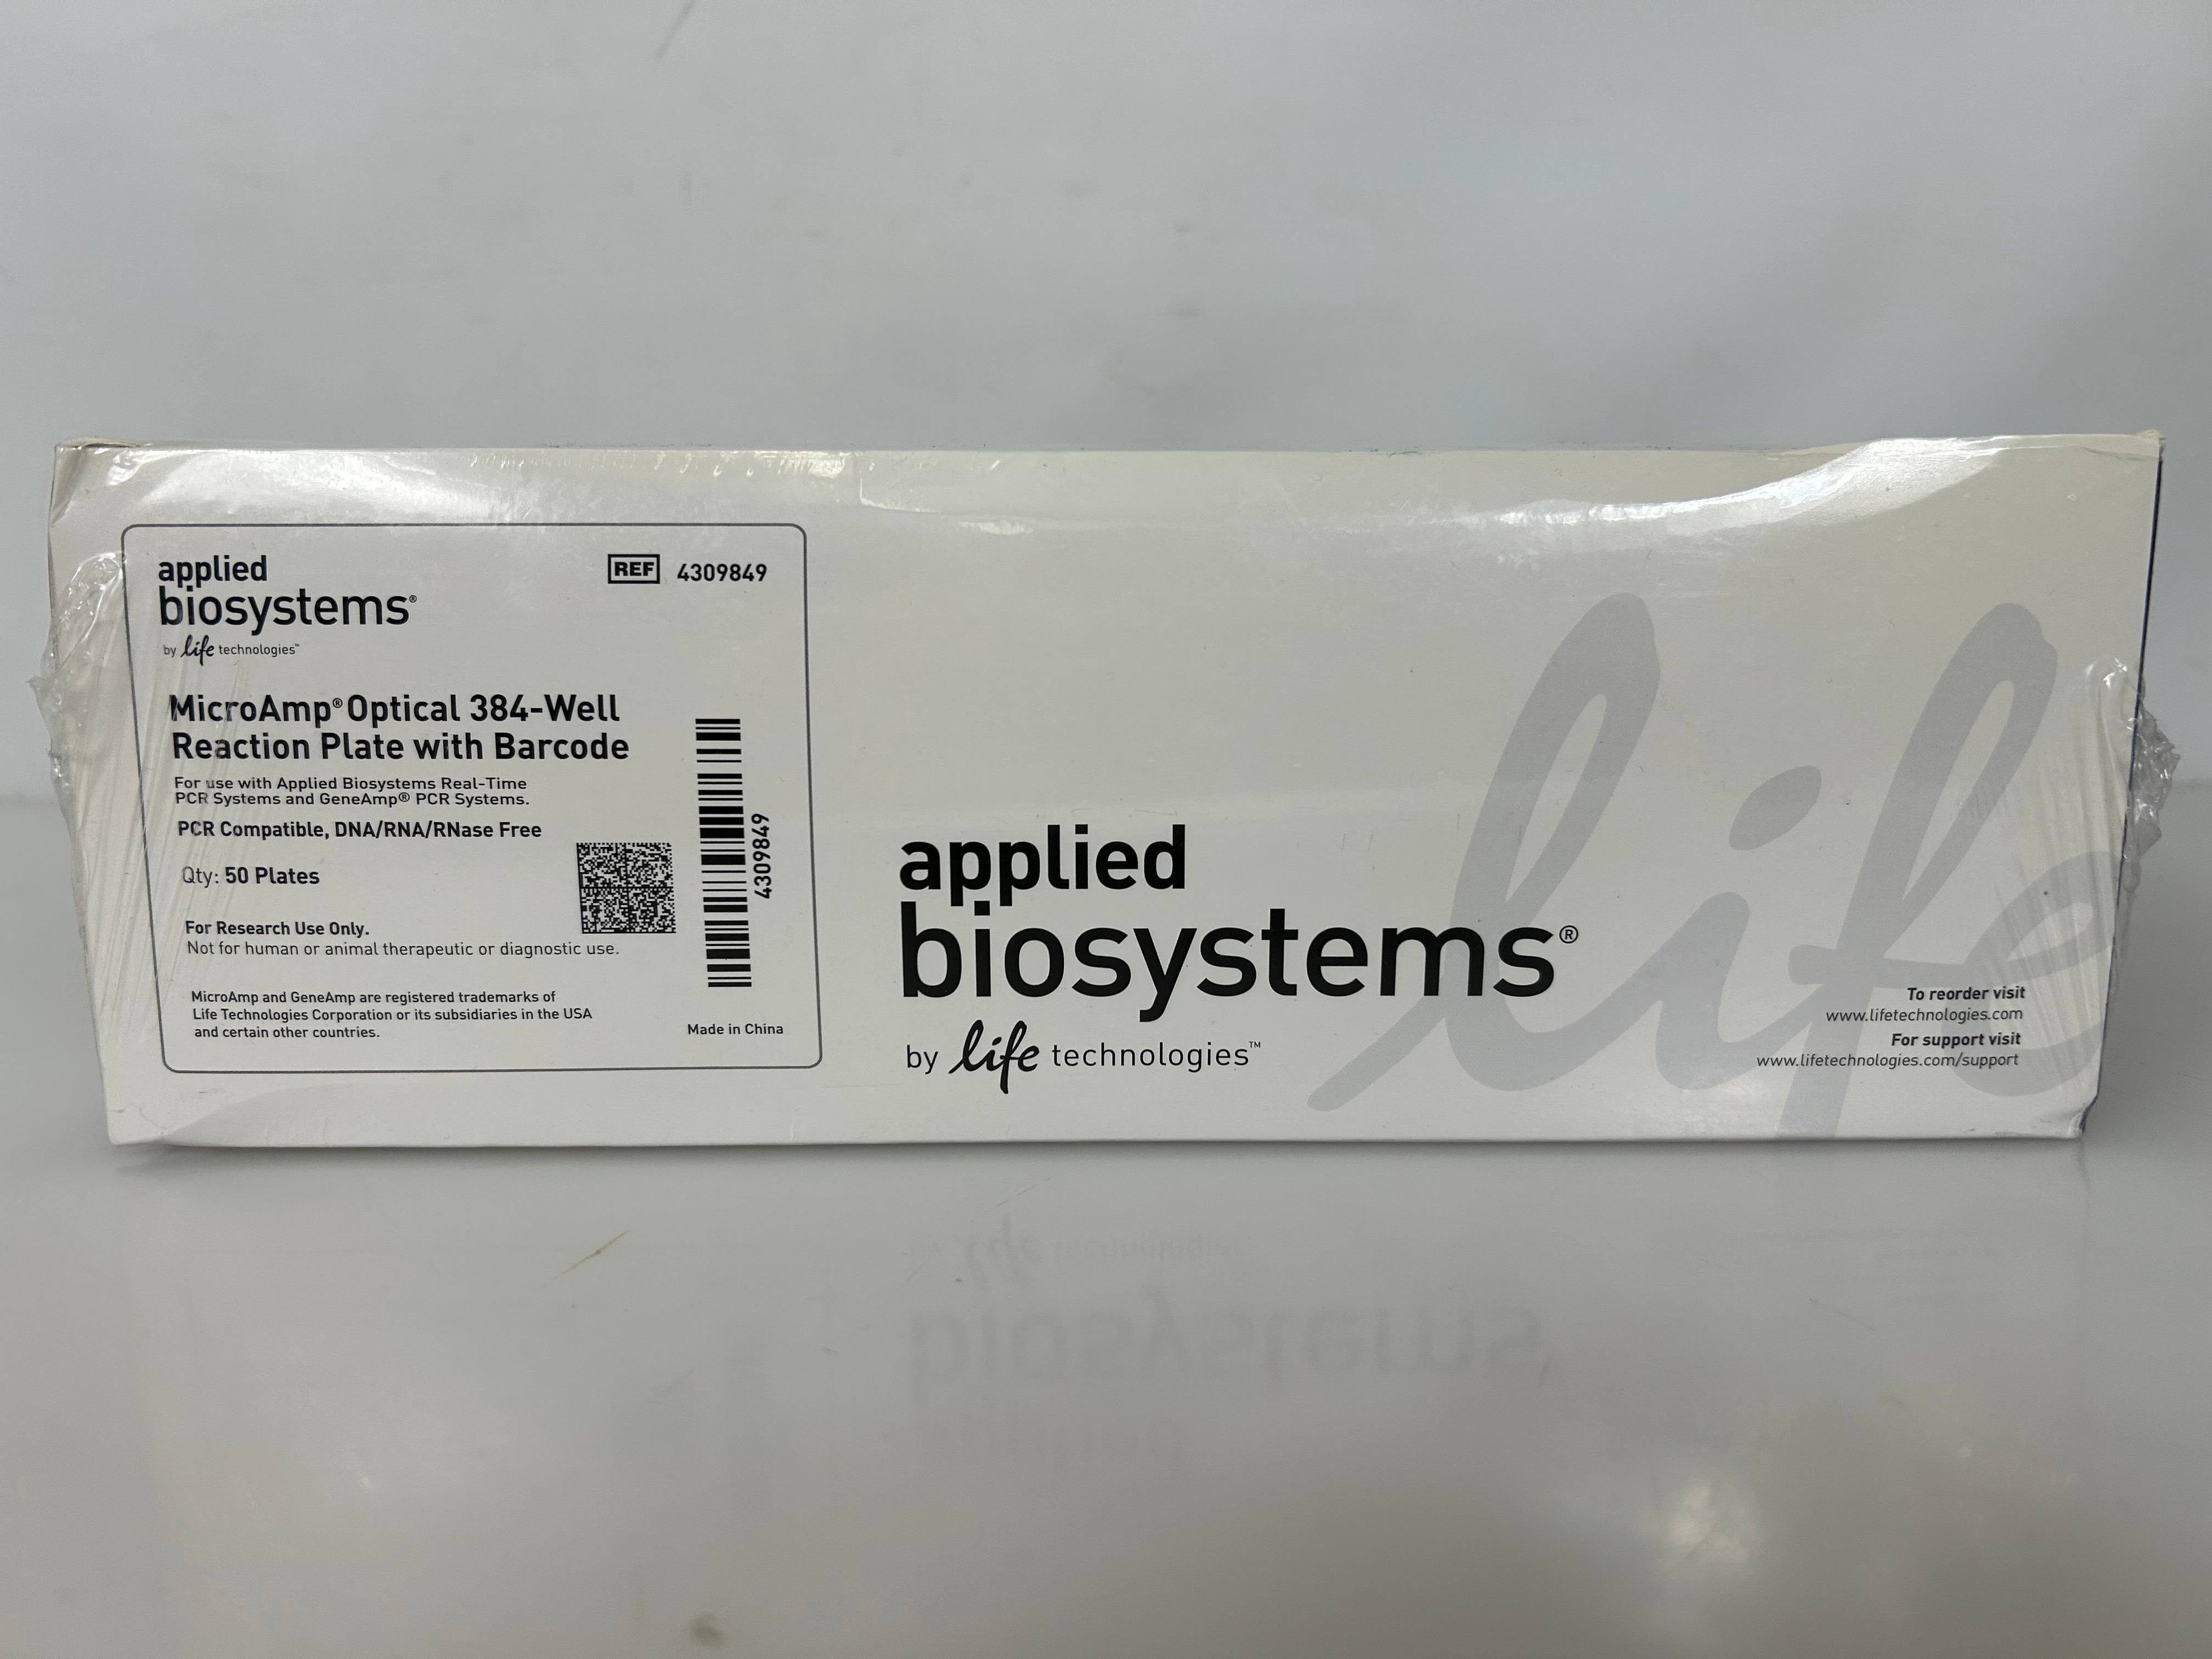 applied
biosystems®
by life technologies™
REF 4309849
MicroAmp® Optical 384-Well
Reaction Plate with Barcode
For use with Applied Biosystems Real-Time
PCR Systems and GeneAmp® PCR Systems.
PCR Compatible, DNA/RNA/RNase Free
Qty: 50 Plates
4309849
For Research Use Only.
Not for human or animal therapeutic or diagnostic use.
MicroAmp and GeneAmp are registered trademarks of
Life Technologies Corporation or its subsidiaries in the USA
and certain other countries.
Made in China
applied
biosystems®
by life technologies™
life
To reorder visit
www.lifetechnologies.com
For support visit
www.lifetechnologies.com/support